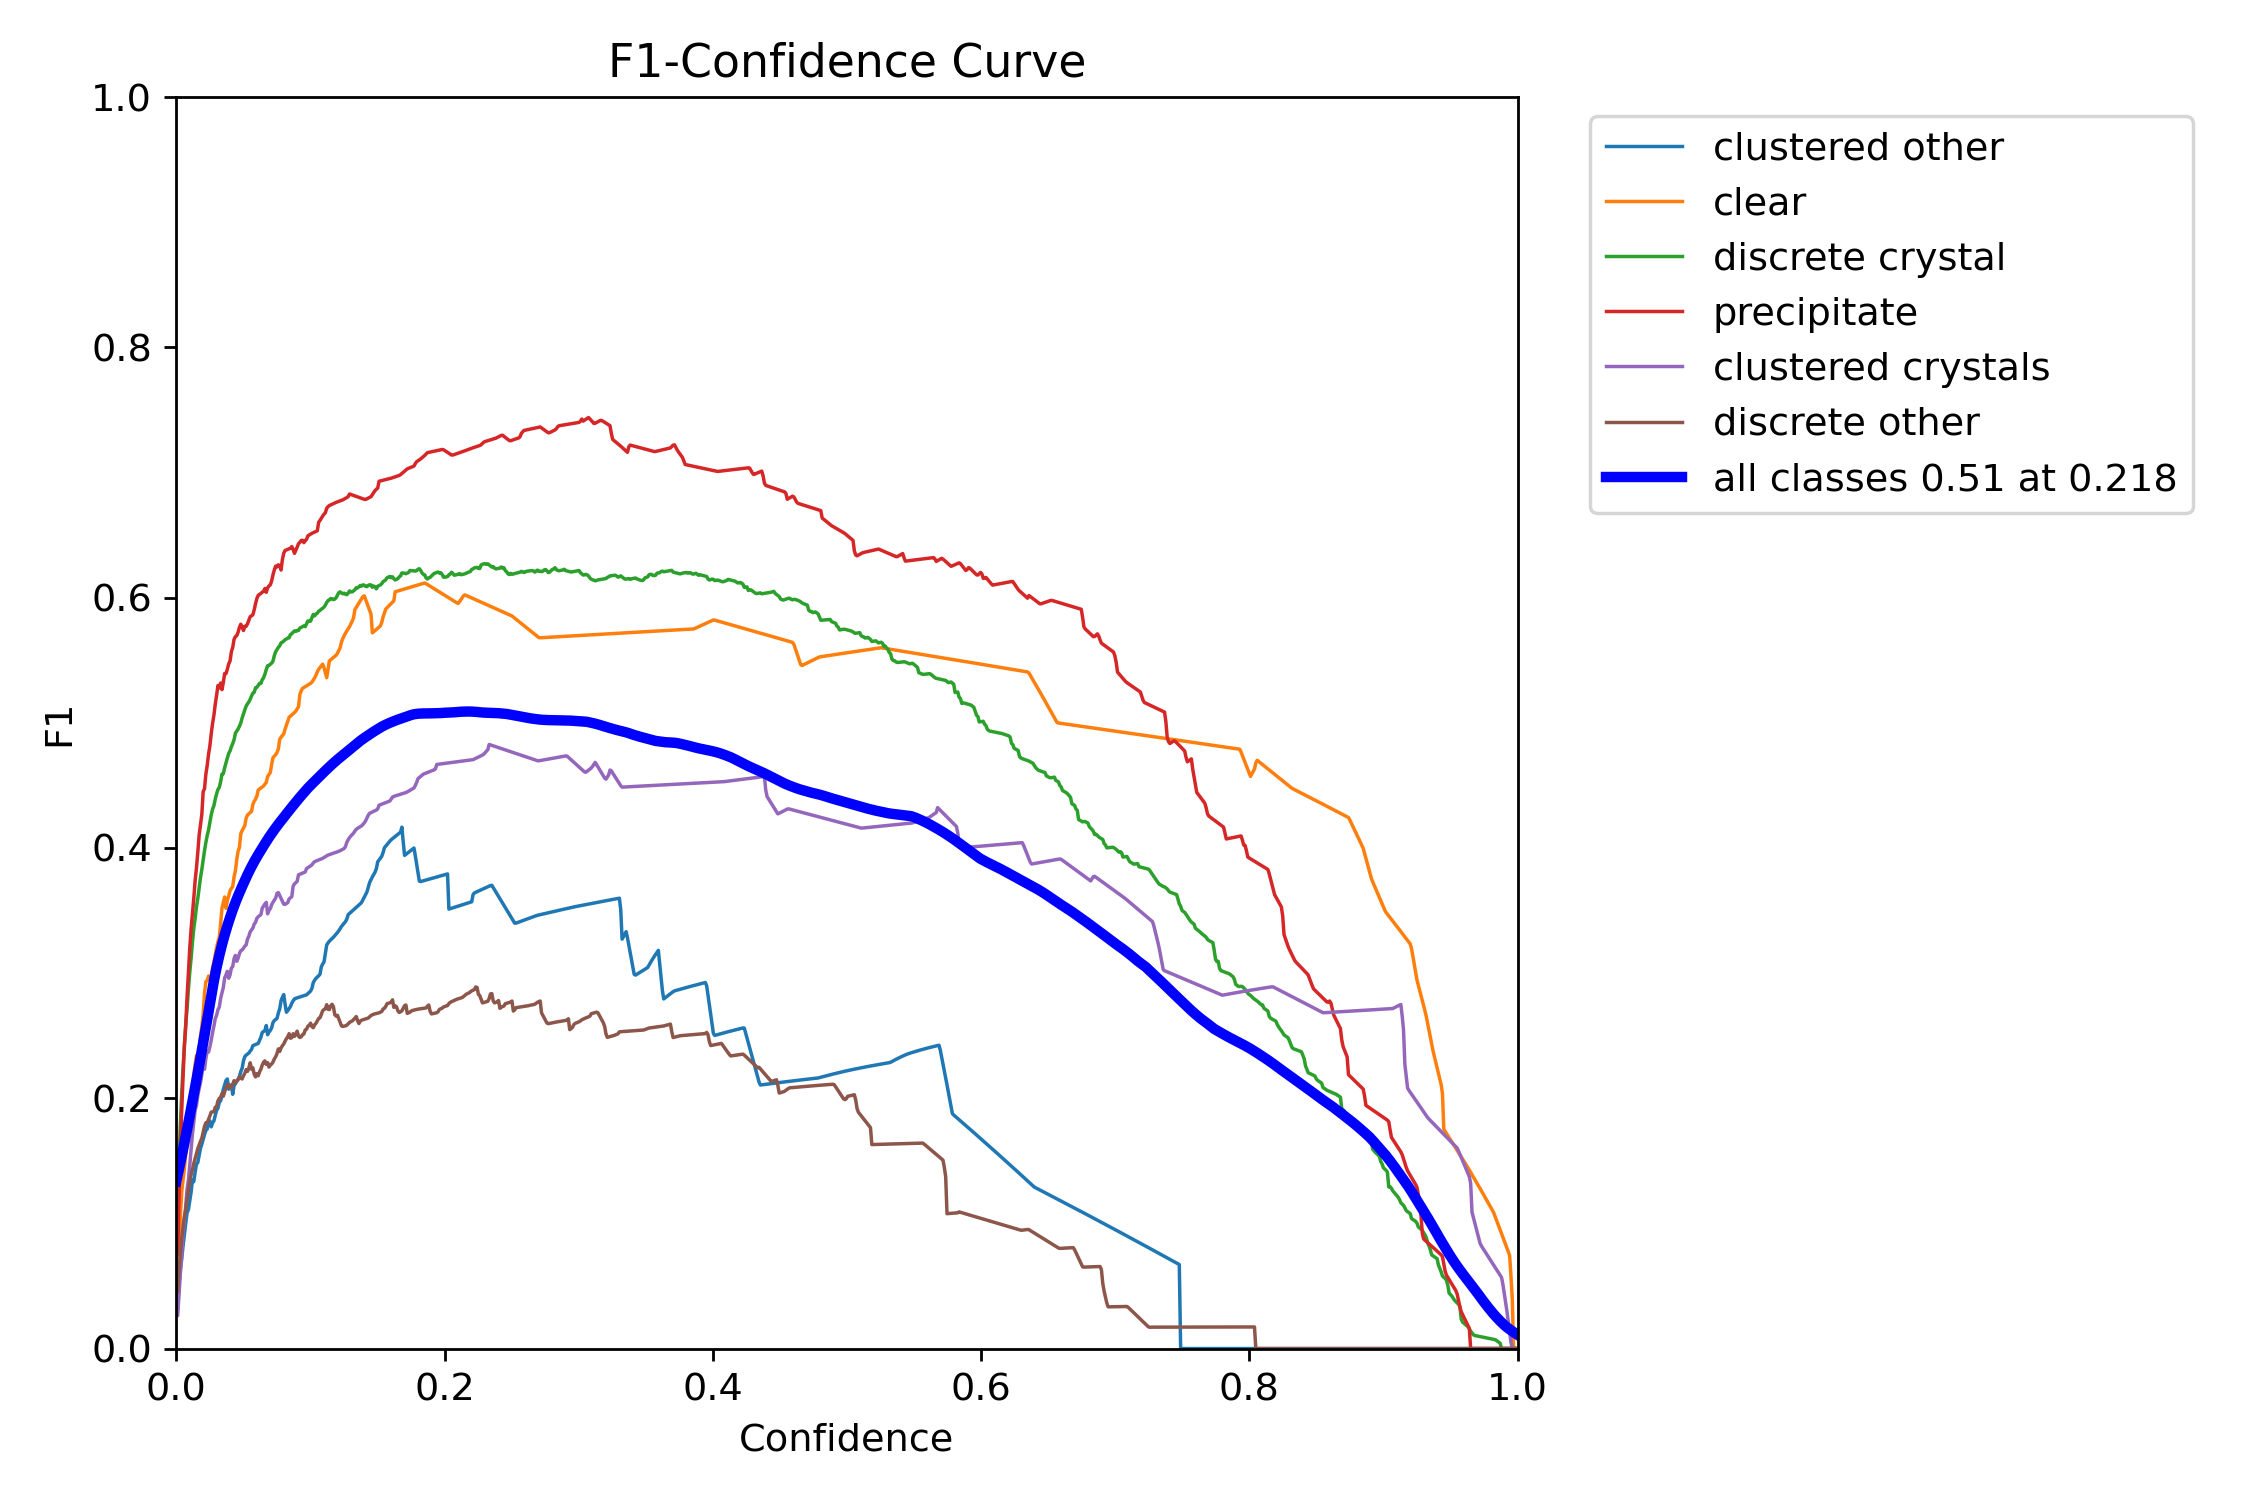 F1-Confidence Curve
1.0
0.8
0.6
0.4
0.2
0.0
F1
0.0 0.2 0.4 0.6 0.8 1.0
Confidence
clustered other
clear
discrete crystal
precipitate
clustered crystals
discrete other
all classes 0.51 at 0.218